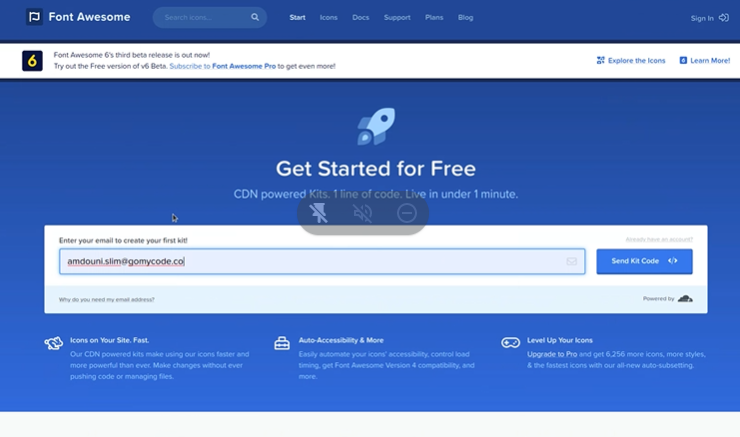 Font Awesome
Search icons...
Start
Icons
Docs
Support
Plans
Blog
Sign In
6
Font Awesome 6's third beta release is out now!
Try out the Free version of v6 Beta. Subscribe to Font Awesome Pro to get even more!
Explore the Icons
6
Learn More!
Get Started for Free
CDN powered Kits. 1 line of code. Live in under 1 minute.
Enter your email to create your first kit!
Already have an account?
amdouni.slim@gomycode.co
Send Kit Code </>
Why do you need my email address?
Powered by
Icons on Your Site. Fast.
Our CDN powered kits make using our icons faster and
more powerful than ever. Make changes without ever
pushing code or managing files.
Auto-Accessibility & More
Easily automate your icons' accessibility, control load
timing, get Font Awesome Version 4 compatibility, and
more.
Level Up Your Icons
Upgrade to Pro and get 6,256 more icons, more styles,
& the fastest icons with our all-new auto-subsetting.